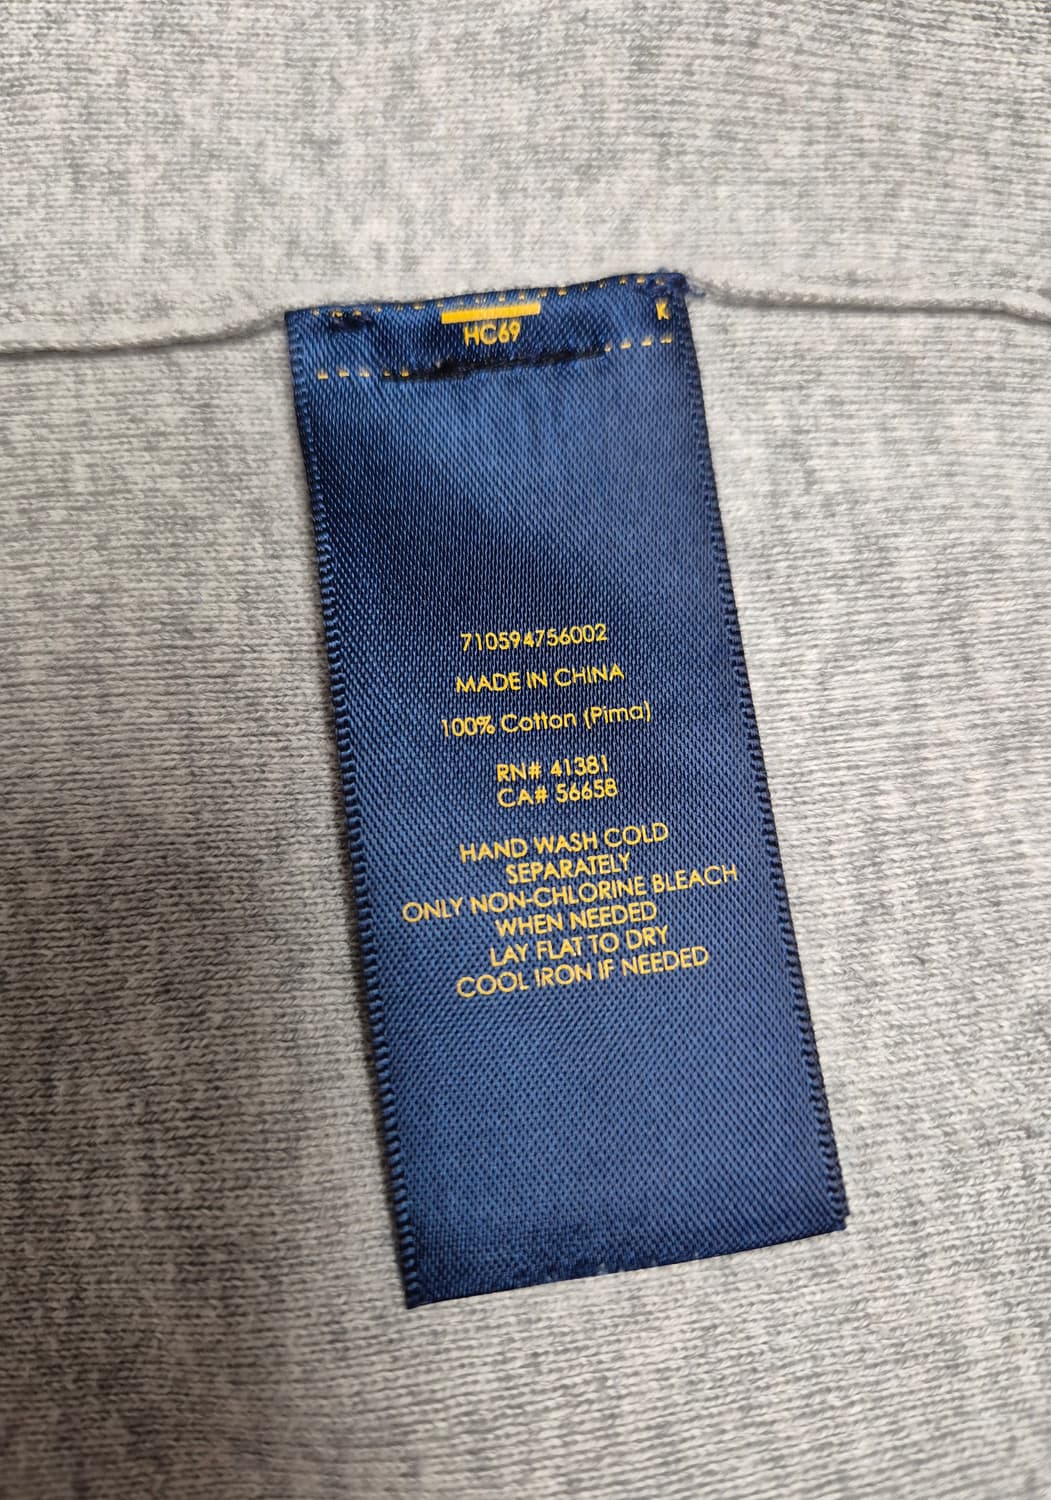 HC69
K
710594756002
MADE IN CHINA
100% Cotton (Pima)
RN# 41381
CA# 56658
HAND WASH COLD
SEPARATELY
ONLY NON-CHLORINE BLEACH
WHEN NEEDED
LAY FLAT TO DRY
COOL IRON IF NEEDED